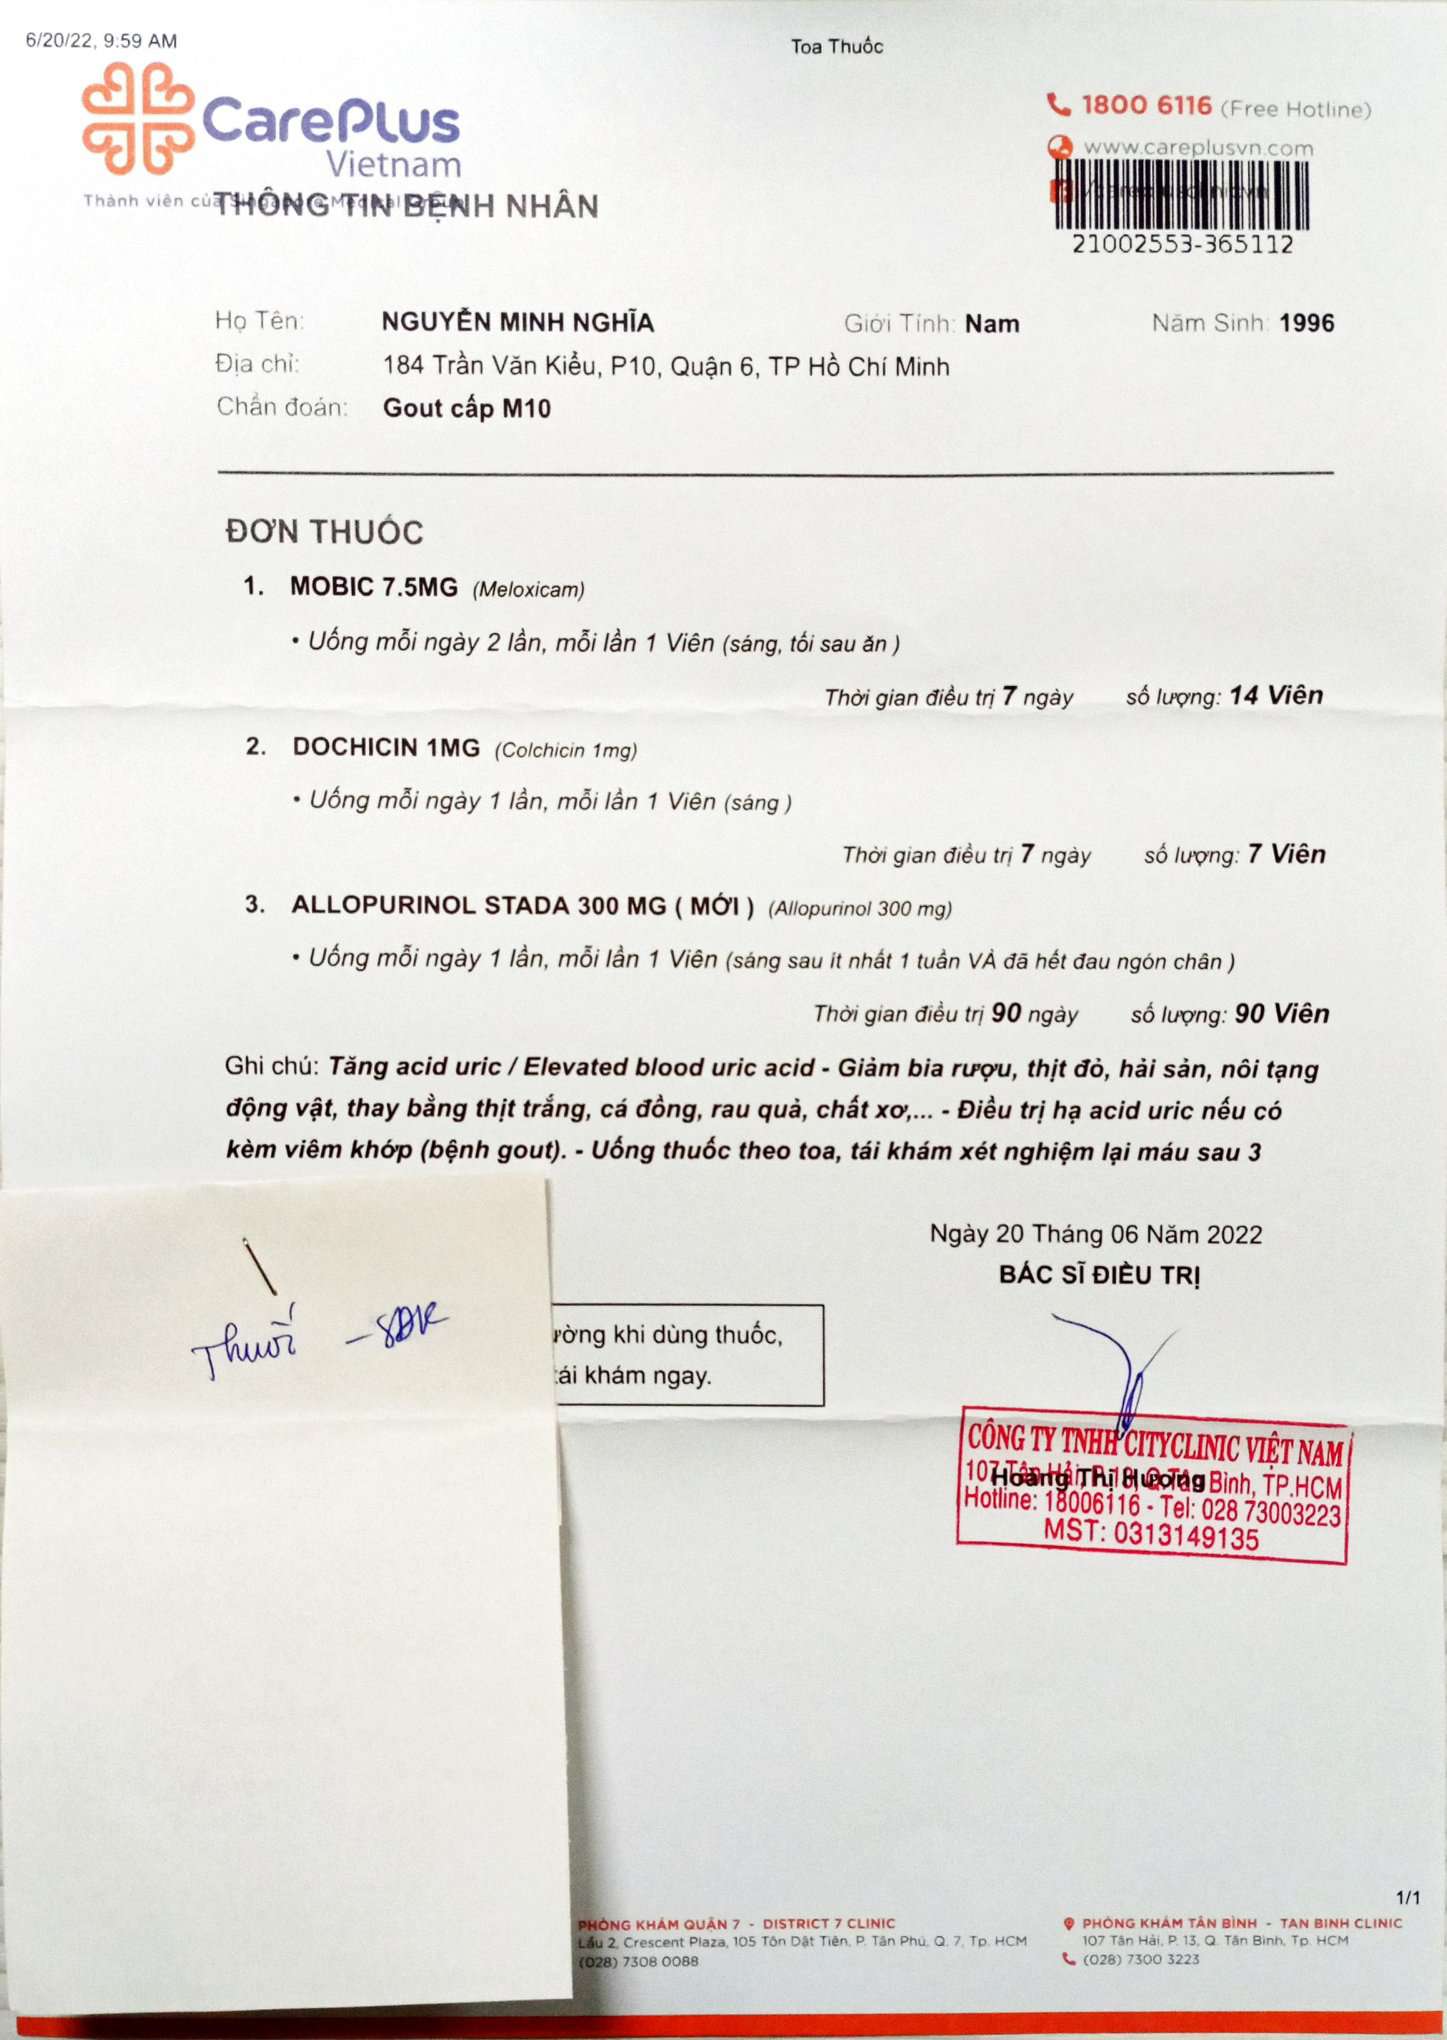 6/20/22, 9:59 AM
Toa Thuốc
CarePlus
Vietnam
Thành viên của Singapore Medical Group
1800 6116 (Free Hotline)
www.careplusvn.com
21002553-365112
THÔNG TIN BỆNH NHÂN
Họ Tên: NGUYỄN MINH NGHĨA Giới Tính: Nam Năm Sinh: 1996
Địa chỉ: 184 Trần Văn Kiểu, P10, Quận 6, TP Hồ Chí Minh
Chẩn đoán: Gout cấp M10
ĐƠN THUỐC
1. MOBIC 7.5MG (Meloxicam)
• Uống mỗi ngày 2 lần, mỗi lần 1 Viên (sáng, tối sau ăn )
Thời gian điều trị 7 ngày số lượng: 14 Viên
2. DOCHICIN 1MG (Colchicin 1mg)
• Uống mỗi ngày 1 lần, mỗi lần 1 Viên (sáng )
Thời gian điều trị 7 ngày số lượng: 7 Viên
3. ALLOPURINOL STADA 300 MG ( MỚI ) (Allopurinol 300 mg)
• Uống mỗi ngày 1 lần, mỗi lần 1 Viên (sáng sau ít nhất 1 tuần VÀ đã hết đau ngón chân )
Thời gian điều trị 90 ngày số lượng: 90 Viên
Ghi chú: Tăng acid uric / Elevated blood uric acid - Giảm bia rượu, thịt đỏ, hải sản, nôi tạng
động vật, thay bằng thịt trắng, cá đồng, rau quả, chất xơ,... - Điều trị hạ acid uric nếu có
kèm viêm khớp (bệnh gout). - Uống thuốc theo toa, tái khám xét nghiệm lại máu sau 3
Ngày 20 Tháng 06 Năm 2022
BÁC SĨ ĐIỀU TRỊ
Thuốc
khi dùng thuốc,
khám ngay.
CÔNG TY TNHH CITYCLINIC VIỆT NAM
107 Tân Hải, P.13, Q.Tân Bình, TP.HCM
Hoàng Thị Hương
Hotline: 18006116 - Tel: 028 73003223
MST: 0313149135
1/1
PHÒNG KHÁM QUẬN 7 - DISTRICT 7 CLINIC
Lầu 2, Crescent Plaza, 105 Tôn Dật Tiên, P. Tân Phú, Q. 7, Tp. HCM
(028) 7308 0088
PHÒNG KHÁM TÂN BÌNH - TAN BINH CLINIC
107 Tân Hải, P. 13, Q. Tân Bình, Tp. HCM
(028) 7300 3223